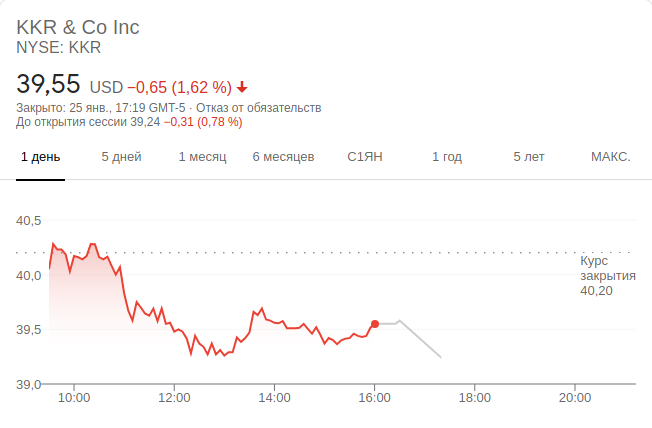 KKR & Co Inc
NYSE: KKR
39,55 USD −0,65 (1,62 %)
Закрыто: 25 янв., 17:19 GMT-5 · Отказ от обязательств
До открытия сессии 39,24 −0,31 (0,78 %)
1 день 5 дней 1 месяц 6 месяцев С1ЯН 1 год 5 лет МАКС.
40,5
Курс
закрытия
40,20
40,0
39,5
39,0
10:00 12:00 14:00 16:00 18:00 20:00